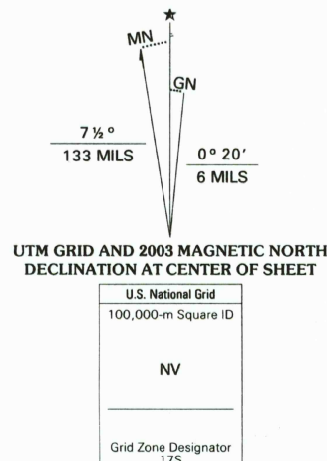 MN
GN
7 ½ °
133 MILS
0° 20′
6 MILS
UTM GRID AND 2003 MAGNETIC NORTH
DECLINATION AT CENTER OF SHEET
U.S. National Grid
100,000-m Square ID
NV
Grid Zone Designator
17S